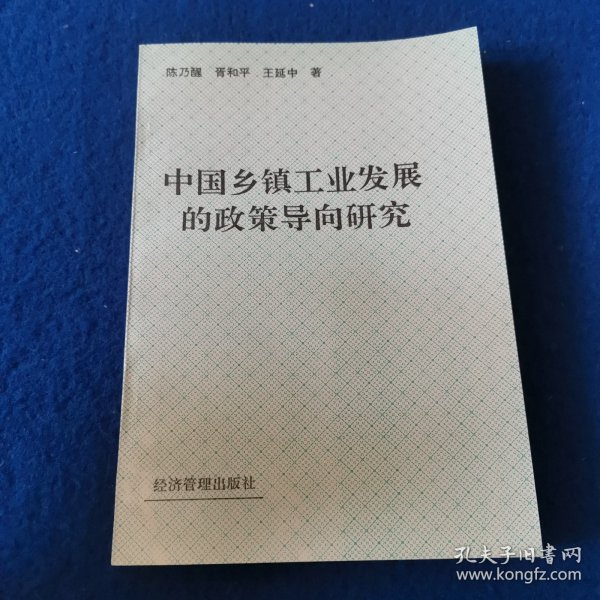 陈乃醒 胥和平 王延中 著
中国乡镇工业发展
的政策导向研究
经济管理出版社
孔夫子旧书网
www.kongfz.com